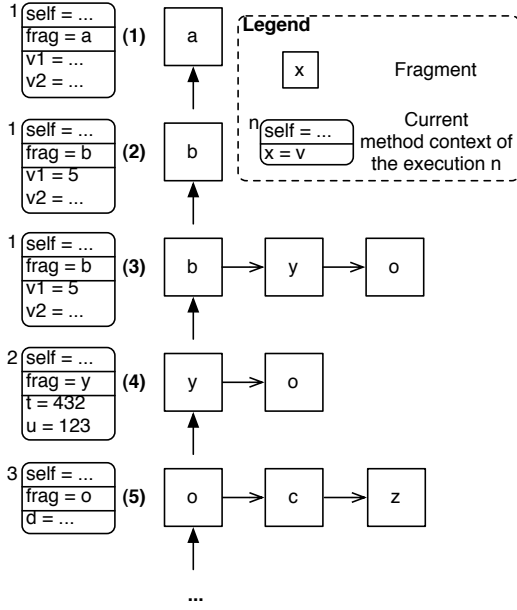 1
self = ...
frag = a
v1 = ...
v2 = ...
(1)
a
Legend
x
Fragment
n
self = ...
x = v
Current
method context of
the execution n
1
self = ...
frag = b
v1 = 5
v2 = ...
(2)
b
1
self = ...
frag = b
v1 = 5
v2 = ...
(3)
b
y
o
2
self = ...
frag = y
t = 432
u = 123
(4)
y
o
3
self = ...
frag = o
d = ...
(5)
o
c
z
...